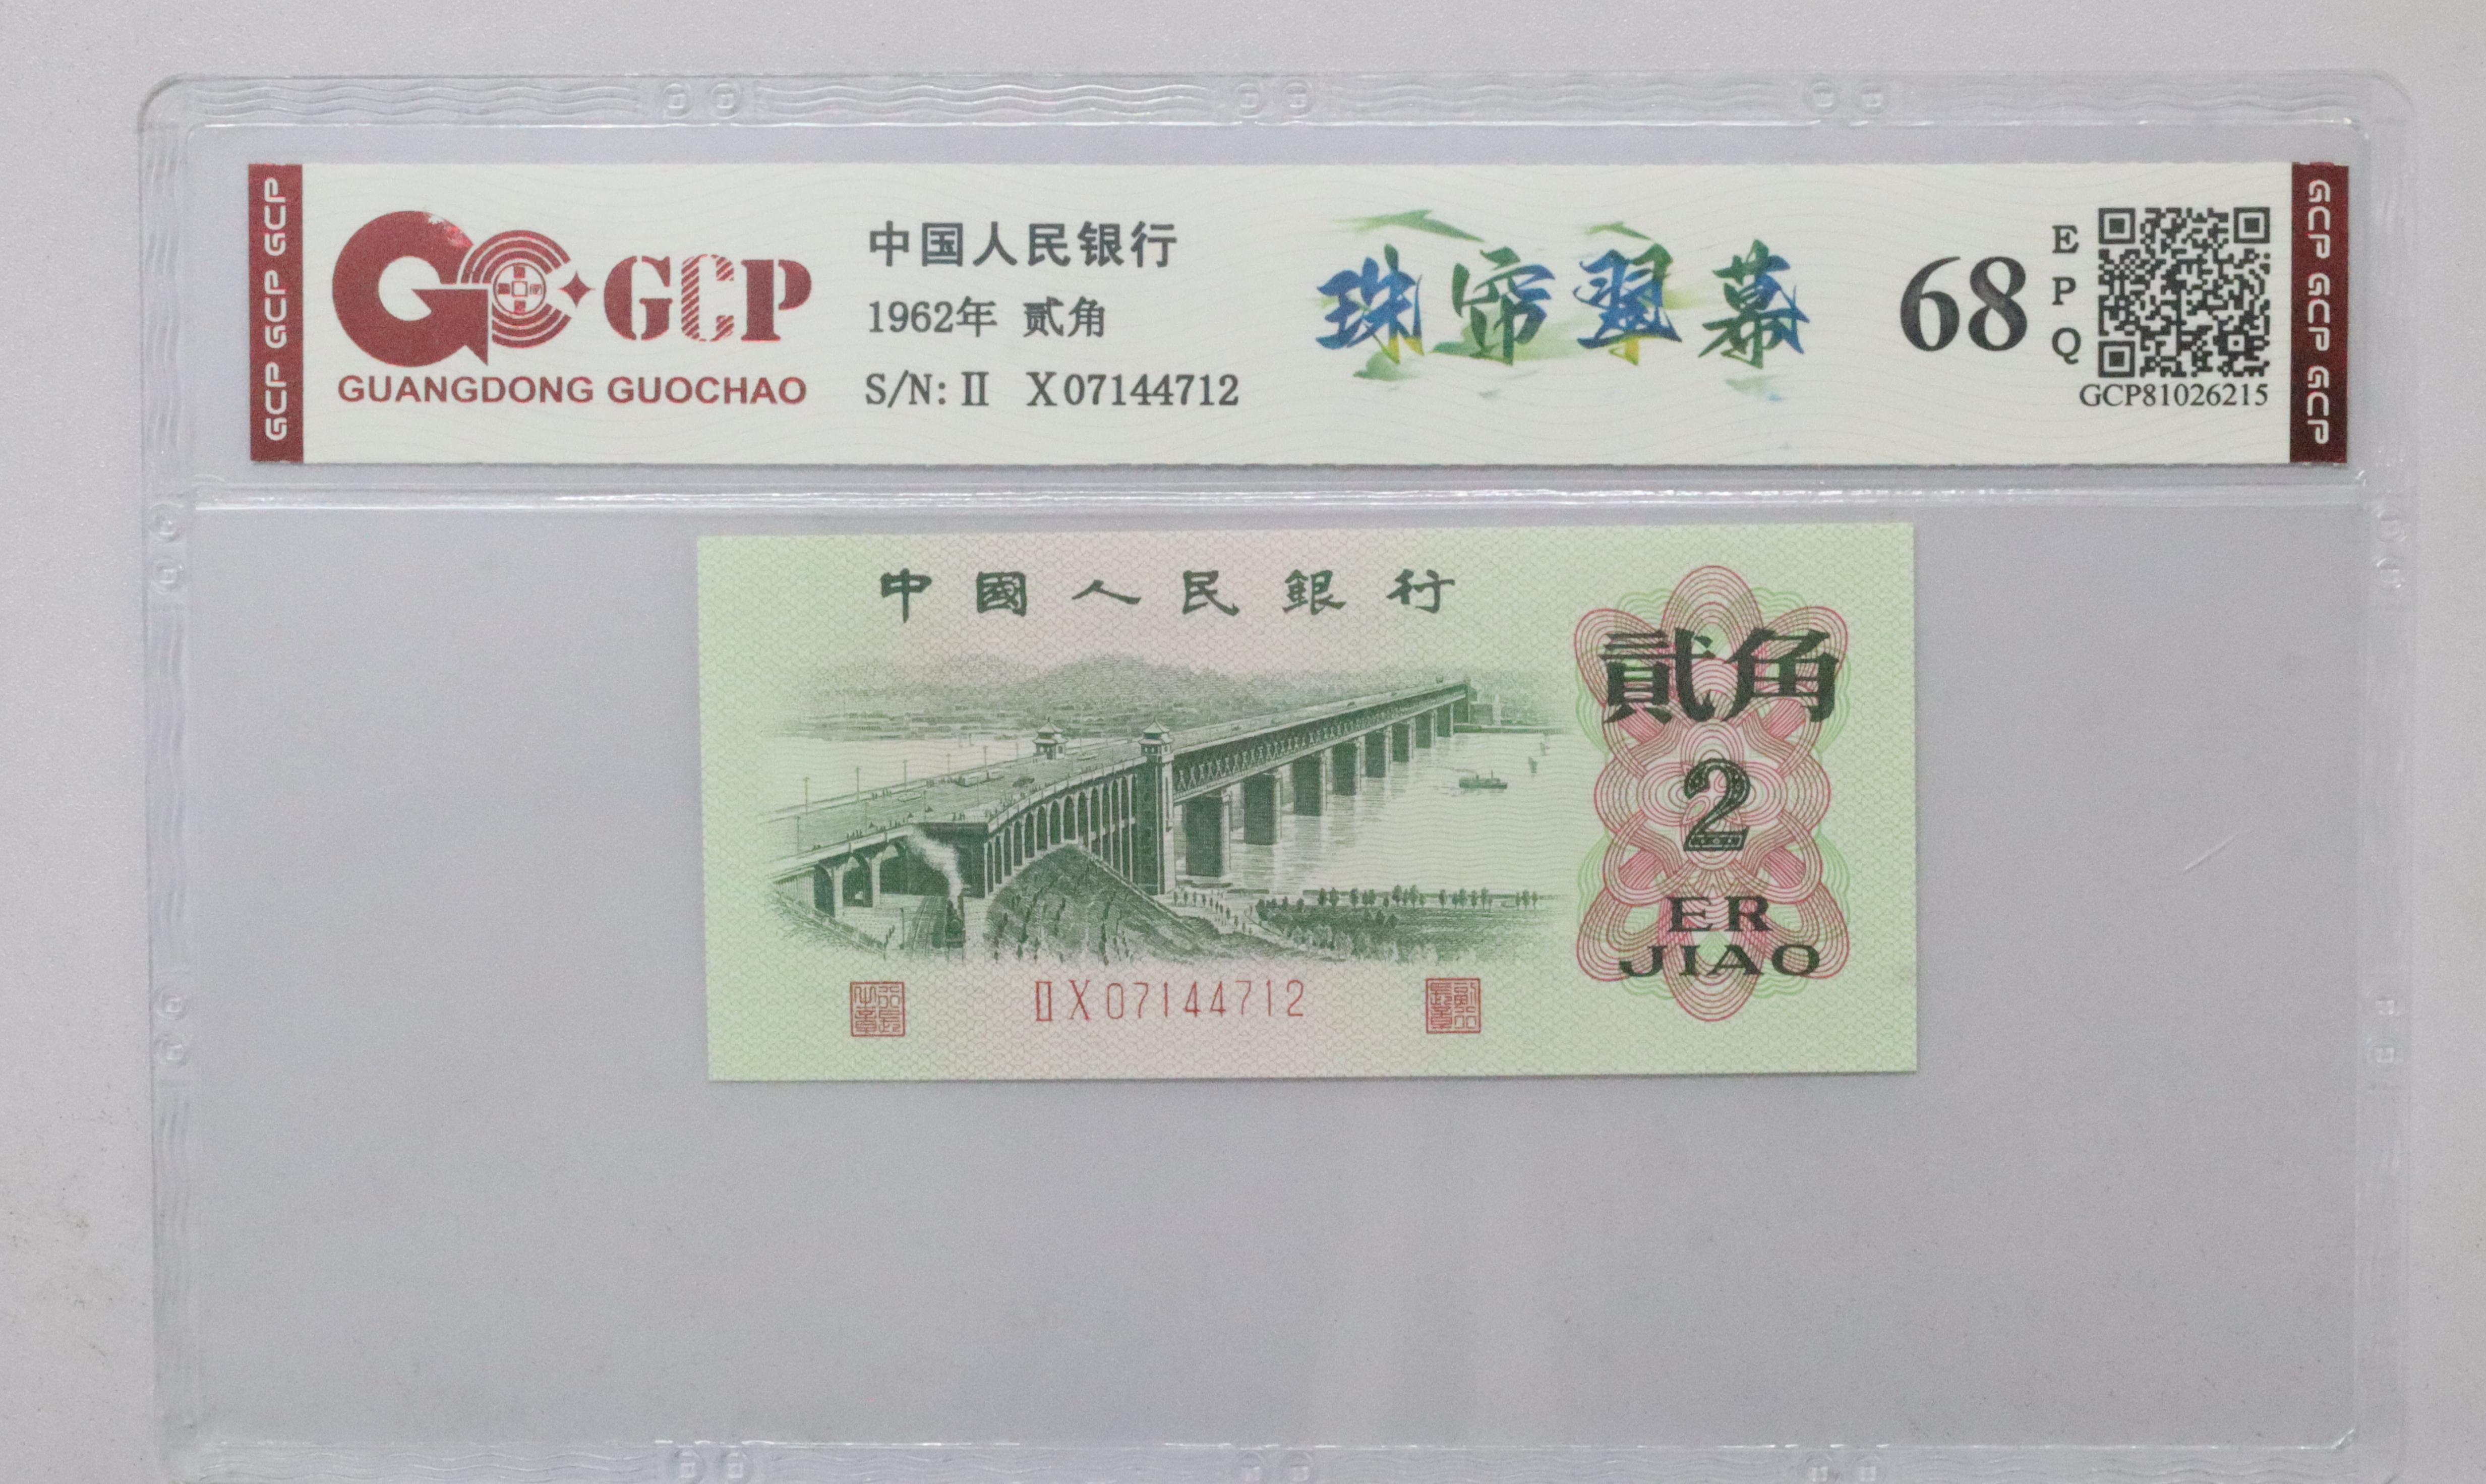 GCP GCP GCP
GCP
GUANGDONG GUOCHAO
中国人民银行
1962年 贰角
S/N: II X07144712
珠帘翠幕
68
EPQ
GCP81026215
GCP GCP GCP
中國人民銀行
貳角
2
ER
JIAO
II X07144712